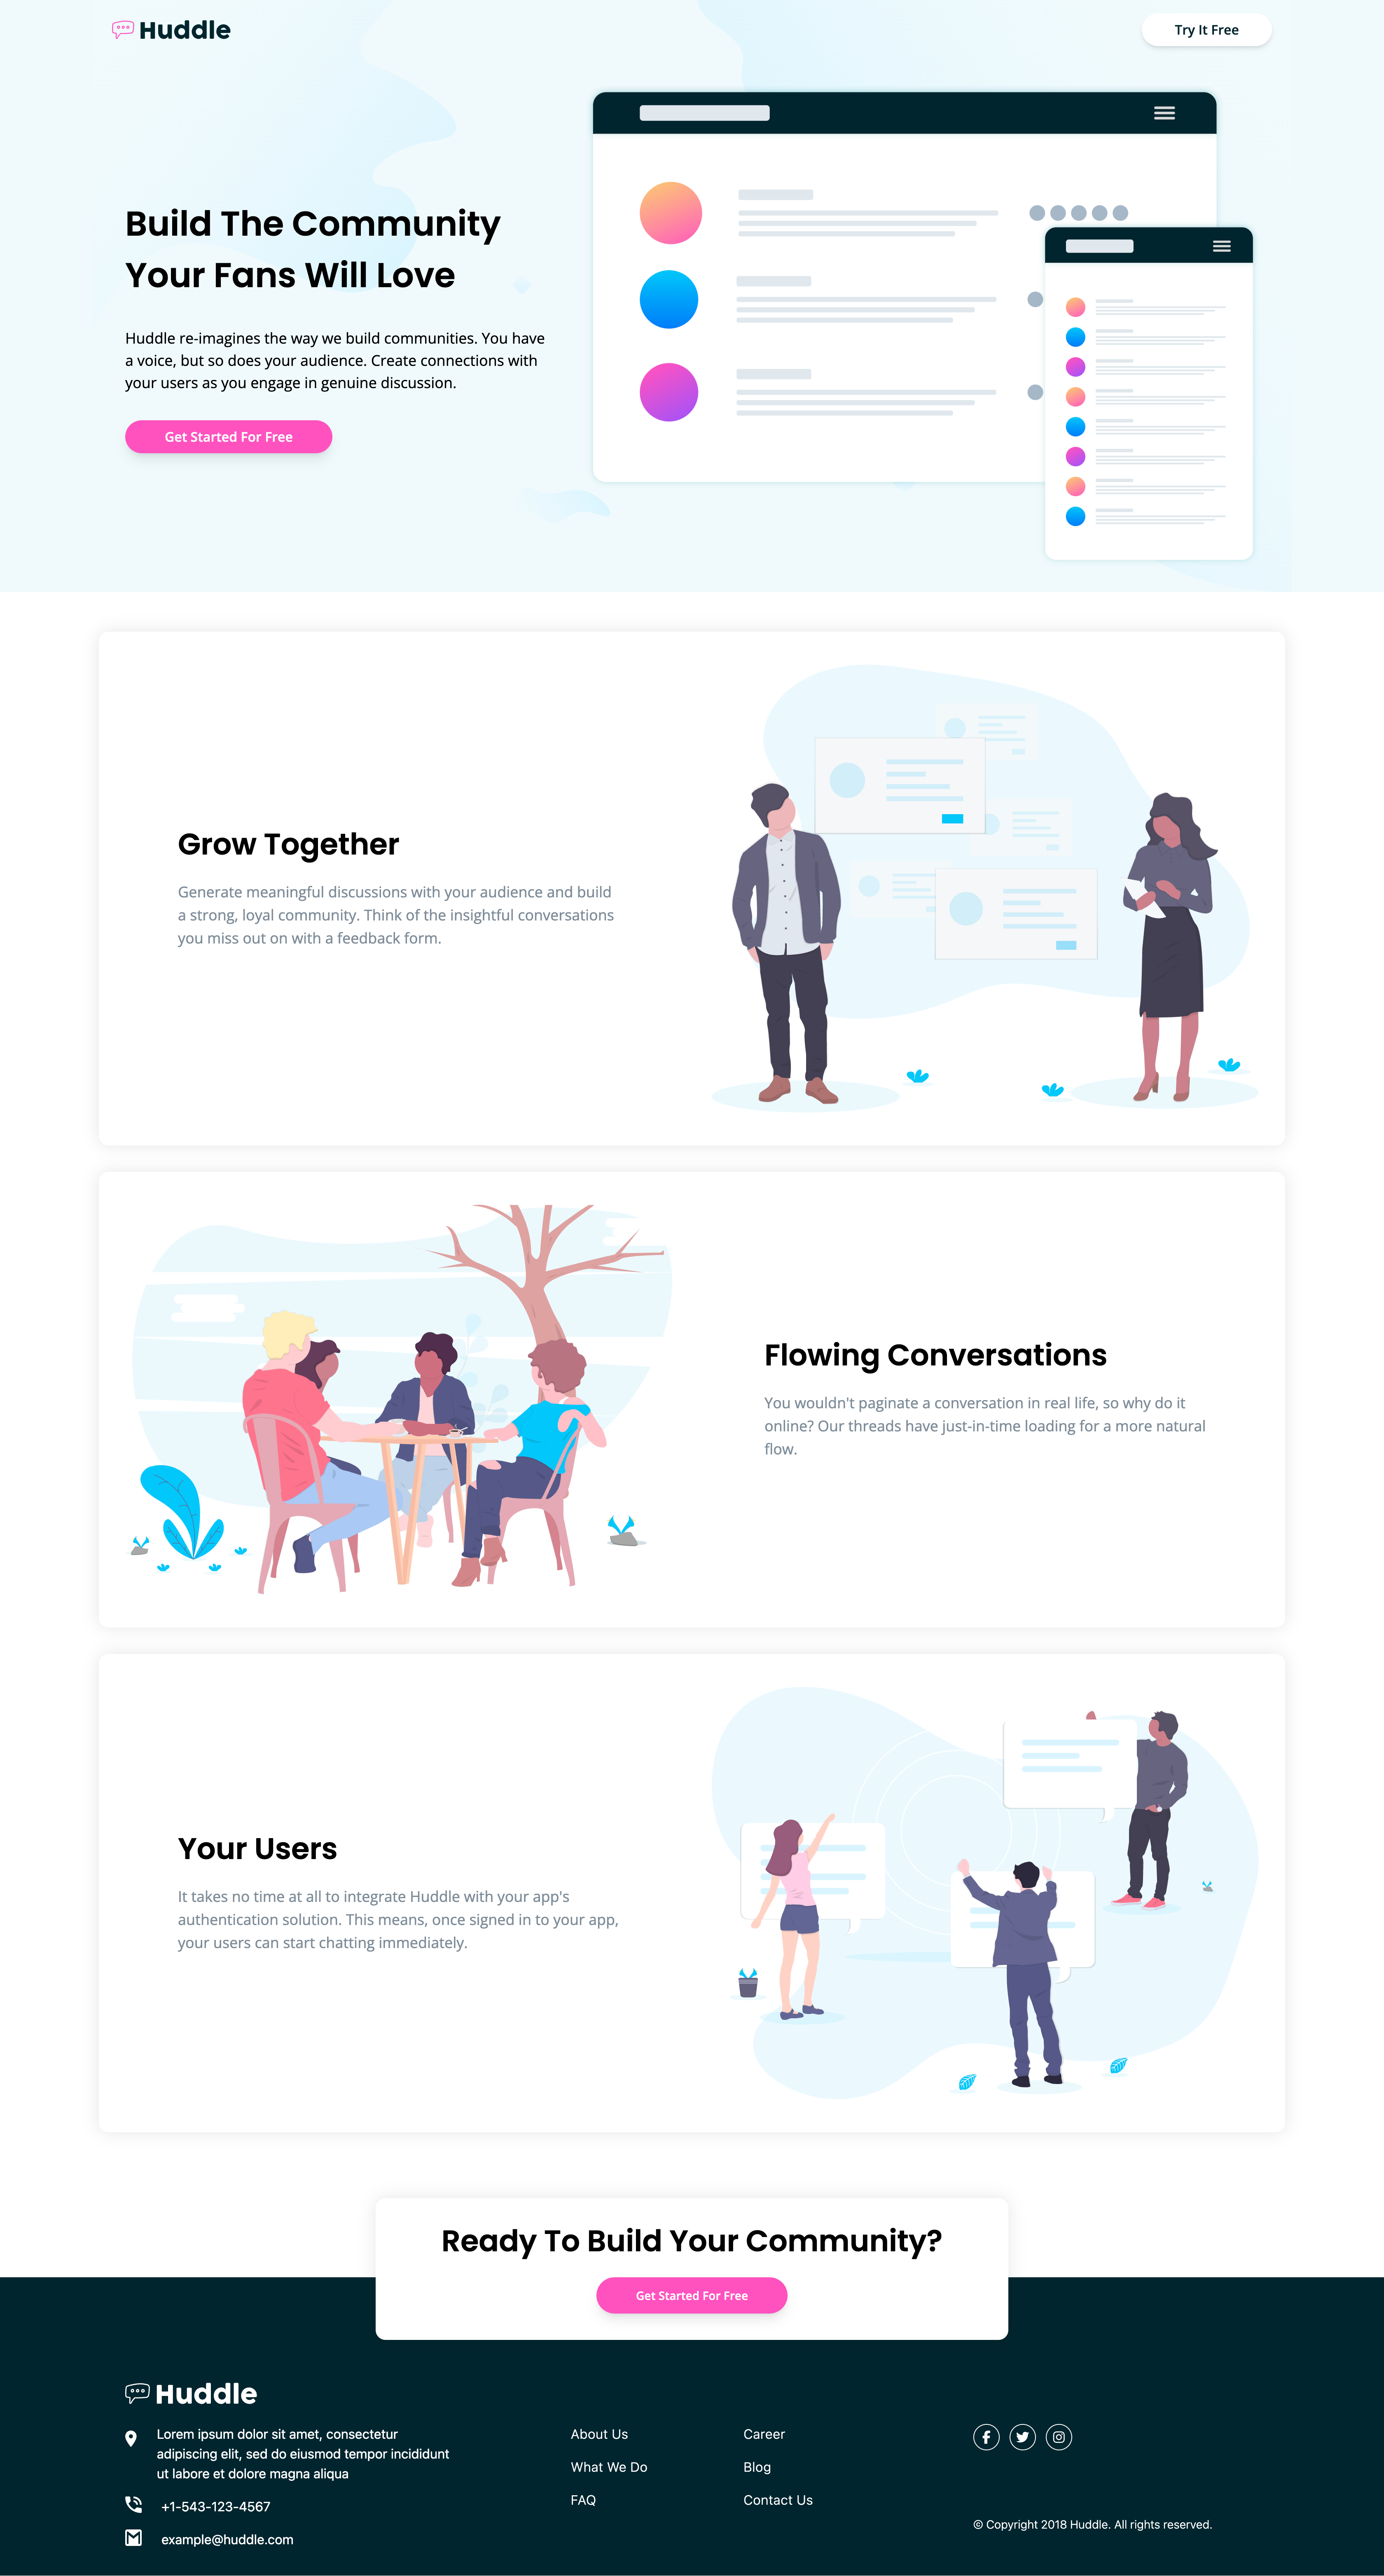 Huddle
Try It Free
Build The Community
Your Fans Will Love
Huddle re-imagines the way we build communities. You have
a voice, but so does your audience. Create connections with
your users as you engage in genuine discussion.
Get Started For Free
Grow Together
Generate meaningful discussions with your audience and build
a strong, loyal community. Think of the insightful conversations
you miss out on with a feedback form.
Flowing Conversations
You wouldn't paginate a conversation in real life, so why do it
online? Our threads have just-in-time loading for a more natural
flow.
Your Users
It takes no time at all to integrate Huddle with your app's
authentication solution. This means, once signed in to your app,
your users can start chatting immediately.
Ready To Build Your Community?
Get Started For Free
Huddle
Lorem ipsum dolor sit amet, consectetur
adipiscing elit, sed do eiusmod tempor incididunt
ut labore et dolore magna aliqua
+1-543-123-4567
example@huddle.com
About Us
What We Do
FAQ
Career
Blog
Contact Us
© Copyright 2018 Huddle. All rights reserved.